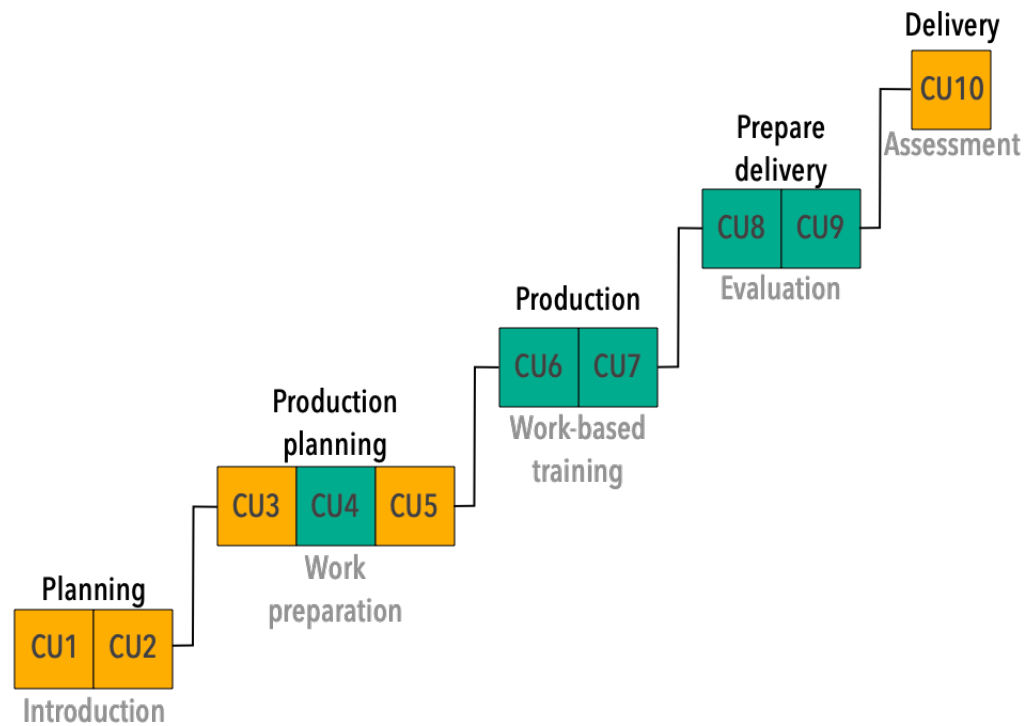 Delivery
CU10
Assessment
Prepare
delivery
CU8 CU9
Evaluation
Production
CU6 CU7
Work-based
training
Production
planning
CU3 CU4 CU5
Work
preparation
Planning
CU1 CU2
Introduction